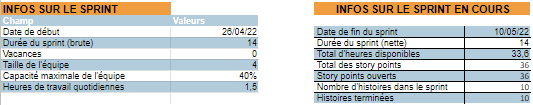 INFOS SUR LE SPRINT
Champ Valeurs
Date de début 26/04/22
Durée du sprint (brute) 14
Vacances 0
Taille de l'équipe 4
Capacité maximale de l'équipe 40%
Heures de travail quotidiennes 1,5
INFOS SUR LE SPRINT EN COURS
Date de fin du sprint 10/05/22
Durée du sprint (nette) 14
Total d'heures disponibles 33,6
Total des story points 36
Story points ouverts 36
Nombre d'histoires dans le sprint 10
Histoires terminées 10